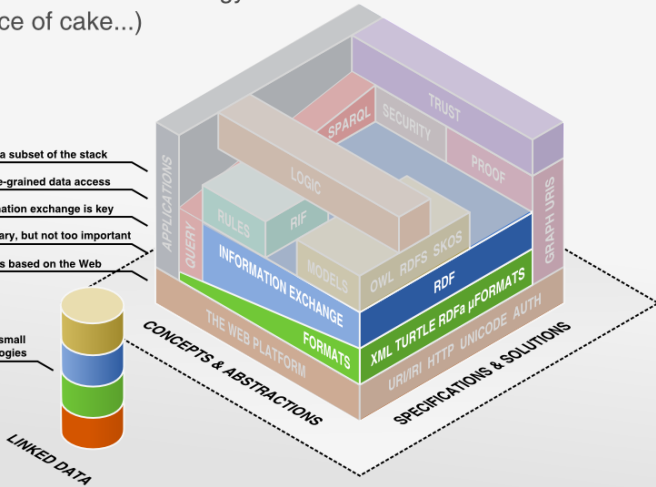 ce of cake...)
a subset of the stack
e-grained data access
nation exchange is key
ary, but not too important
s based on the Web
small
ogies
LINKED DATA
APPLICATIONS
TRUST
SPARQL
SECURITY
PROOF
LOGIC
GRAPH URIS
RULES
RIF
QUERY
MODELS
OWL RDFS SKOS
INFORMATION EXCHANGE
RDF
FORMATS
XML TURTLE RDFa µFORMATS
THE WEB PLATFORM
URI/IRI HTTP UNICODE AUTH
CONCEPTS & ABSTRACTIONS
SPECIFICATIONS & SOLUTIONS